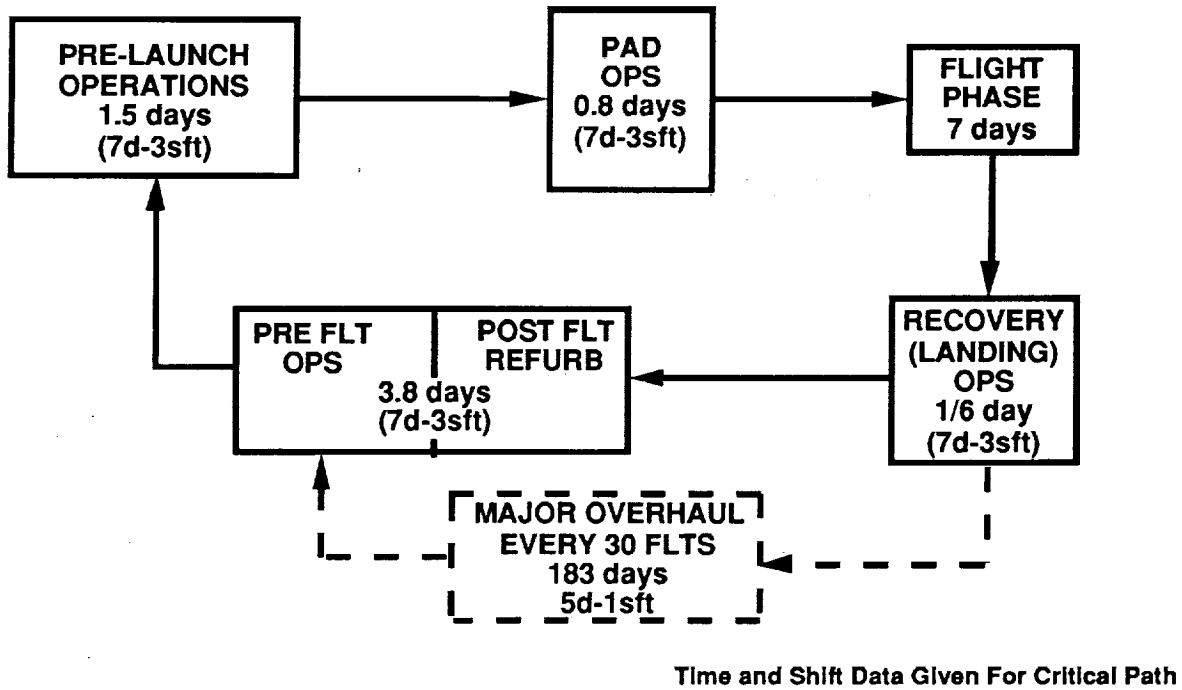 PRE-LAUNCH
OPERATIONS
1.5 days
(7d-3sft)
PAD
OPS
0.8 days
(7d-3sft)
FLIGHT
PHASE
7 days
RECOVERY
(LANDING)
OPS
1/6 day
(7d-3sft)
PRE FLT
OPS
POST FLT
REFURB
3.8 days
(7d-3sft)
MAJOR OVERHAUL
EVERY 30 FLTS
183 days
5d-1sft
Time and Shift Data Given For Critical Path